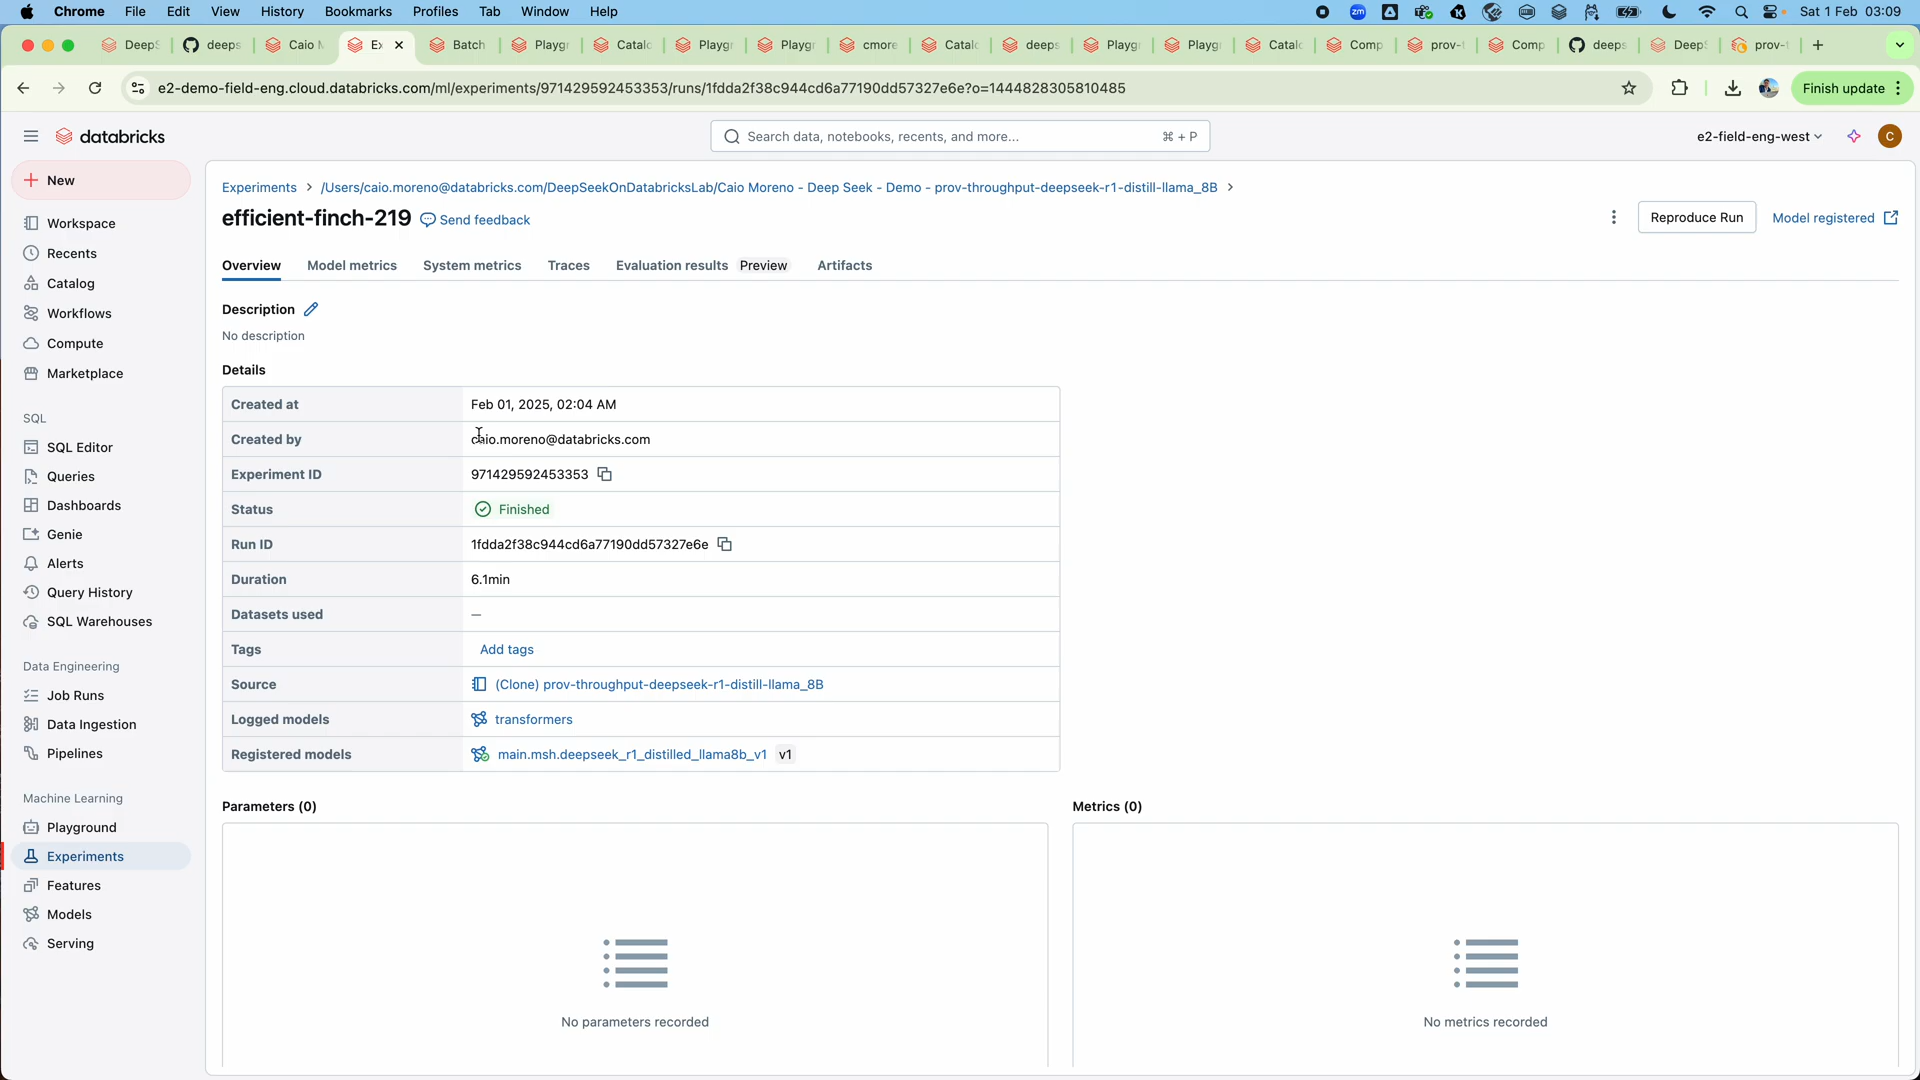 Chrome File Edit View History Bookmarks Profiles Tab Window Help
zm
Sat 1 Feb 03:09
DeepS deeps Caio M Ex Batch Playgr Catalo Playgr Playgr cmore Catalo deeps Playgr Playgr Catalo Comp prov-t Comp deeps DeepS prov-t
e2-demo-field-eng.cloud.databricks.com/ml/experiments/971429592453353/runs/1fdda2f38c944cd6a77190dd57327e6e?o=1444828305810485
Finish update
databricks
Search data, notebooks, recents, and more...
⌘ + P
e2-field-eng-west
C
New
Workspace
Recents
Catalog
Workflows
Compute
Marketplace
SQL
SQL Editor
Queries
Dashboards
Genie
Alerts
Query History
SQL Warehouses
Data Engineering
Job Runs
Data Ingestion
Pipelines
Machine Learning
Playground
Experiments
Features
Models
Serving
Experiments > /Users/caio.moreno@databricks.com/DeepSeekOnDatabricksLab/Caio Moreno - Deep Seek - Demo - prov-throughput-deepseek-r1-distill-llama_8B >
efficient-finch-219 Send feedback
Reproduce Run
Model registered
Overview Model metrics System metrics Traces Evaluation results Preview Artifacts
Description
No description
Details
Created at Feb 01, 2025, 02:04 AM
Created by caio.moreno@databricks.com
Experiment ID 971429592453353
Status Finished
Run ID 1fdda2f38c944cd6a77190dd57327e6e
Duration 6.1min
Datasets used —
Tags Add tags
Source (Clone) prov-throughput-deepseek-r1-distill-llama_8B
Logged models transformers
Registered models main.msh.deepseek_r1_distilled_llama8b_v1 v1
Parameters (0)
No parameters recorded
Metrics (0)
No metrics recorded